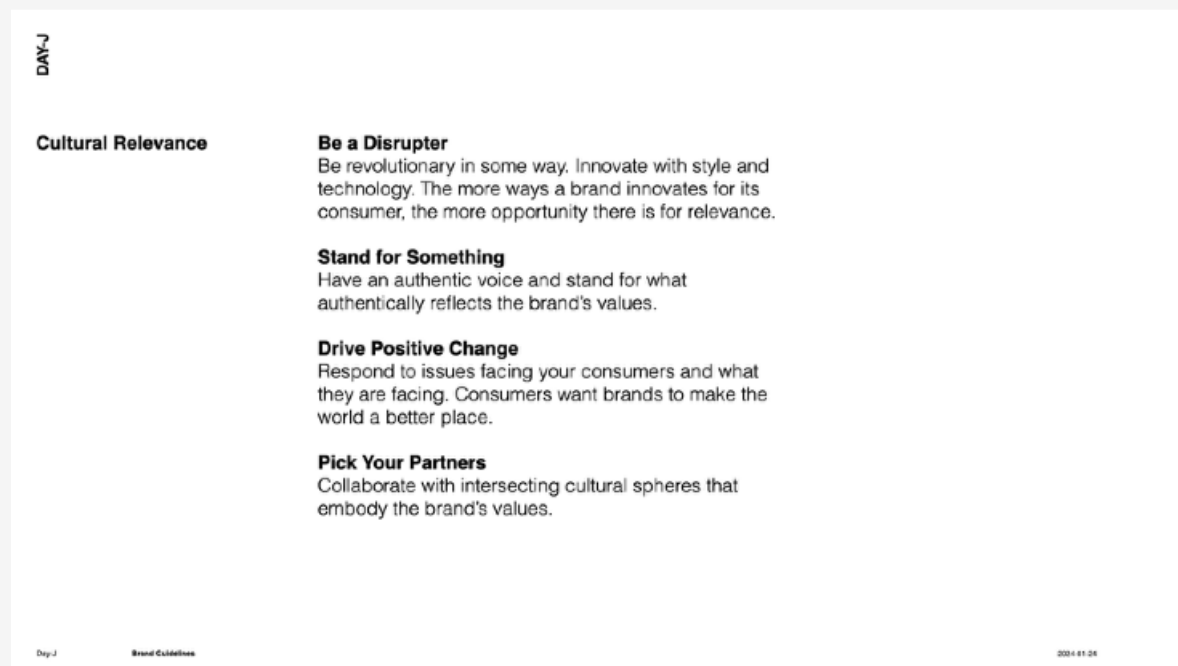 DAY-J
Cultural Relevance
Be a Disrupter
Be revolutionary in some way. Innovate with style and
technology. The more ways a brand innovates for its
consumer, the more opportunity there is for relevance.
Stand for Something
Have an authentic voice and stand for what
authentically reflects the brand's values.
Drive Positive Change
Respond to issues facing your consumers and what
they are facing. Consumers want brands to make the
world a better place.
Pick Your Partners
Collaborate with intersecting cultural spheres that
embody the brand's values.
Day-J
Brand Guidelines